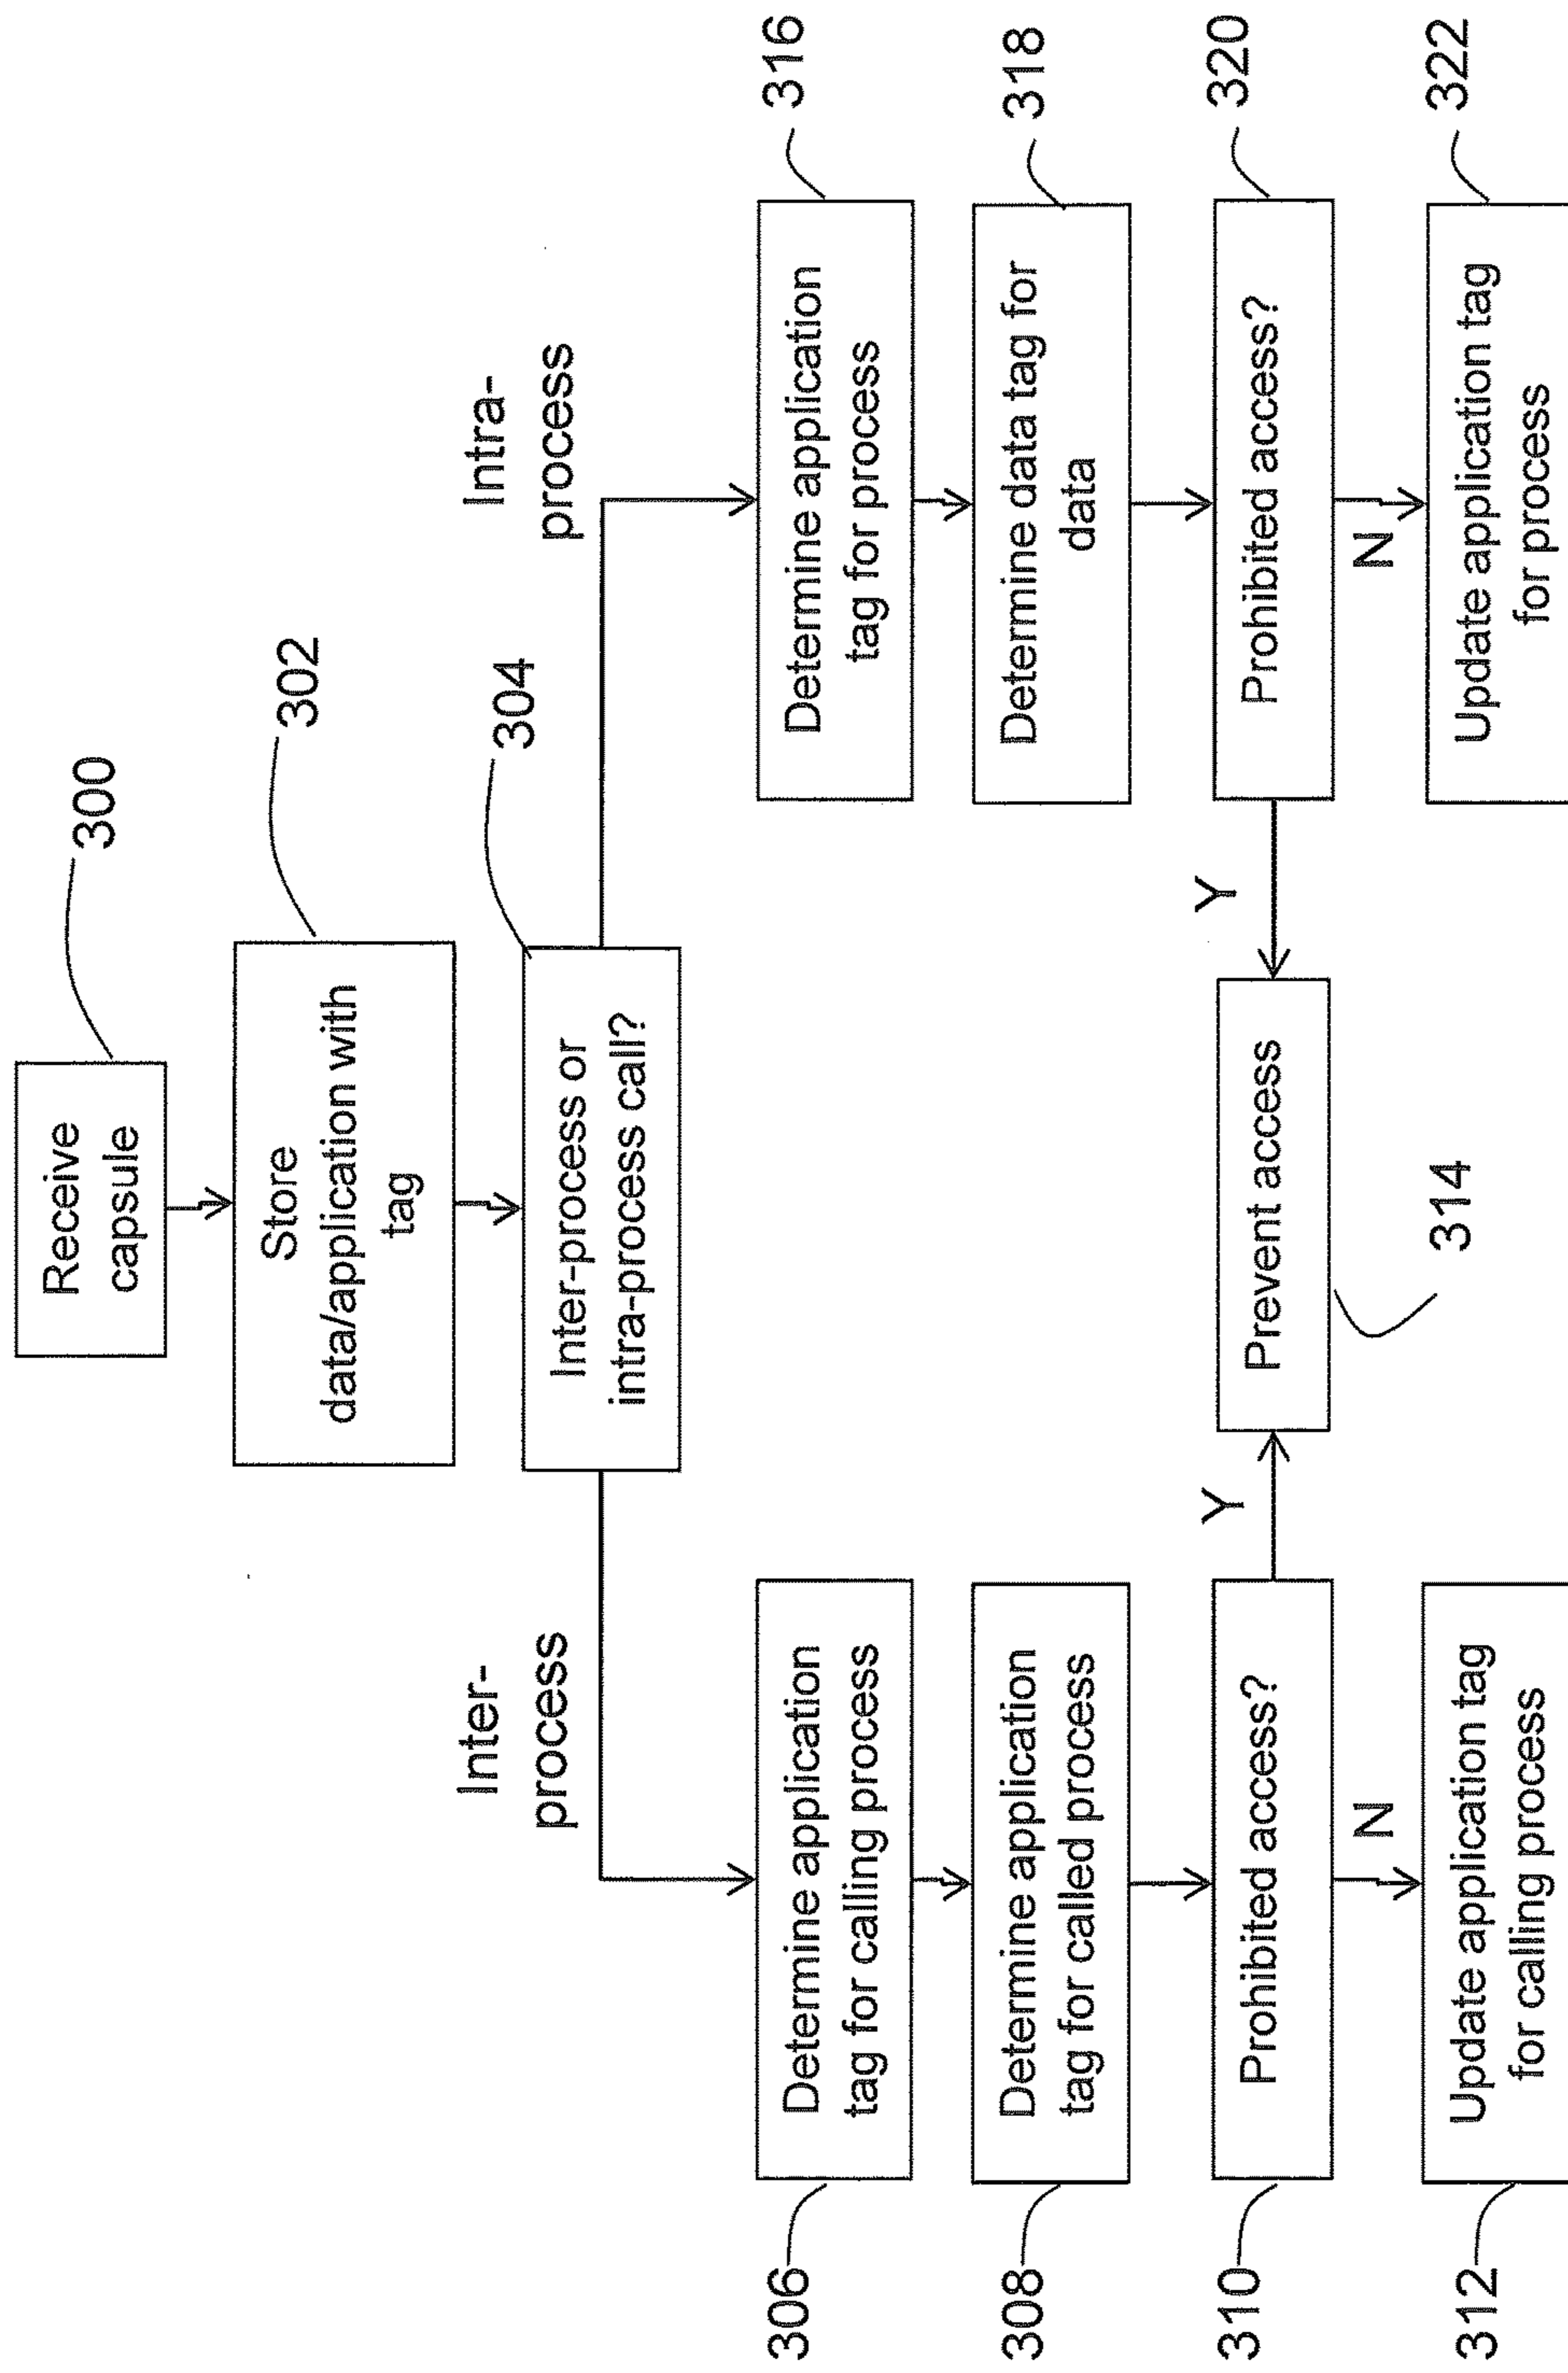 Receive
capsule
300
Store
data/application with
tag
302
Inter-process or
intra-process call?
304
Inter-
process
Intra-
process
306
Determine application
tag for calling process
Determine application
tag for process
316
308
Determine application
tag for called process
Determine data tag for
data
318
310
Prohibited access?
Y
Prevent access
314
Y
Prohibited access?
320
N
N
312
Update application tag
for calling process
Update application tag
for process
322